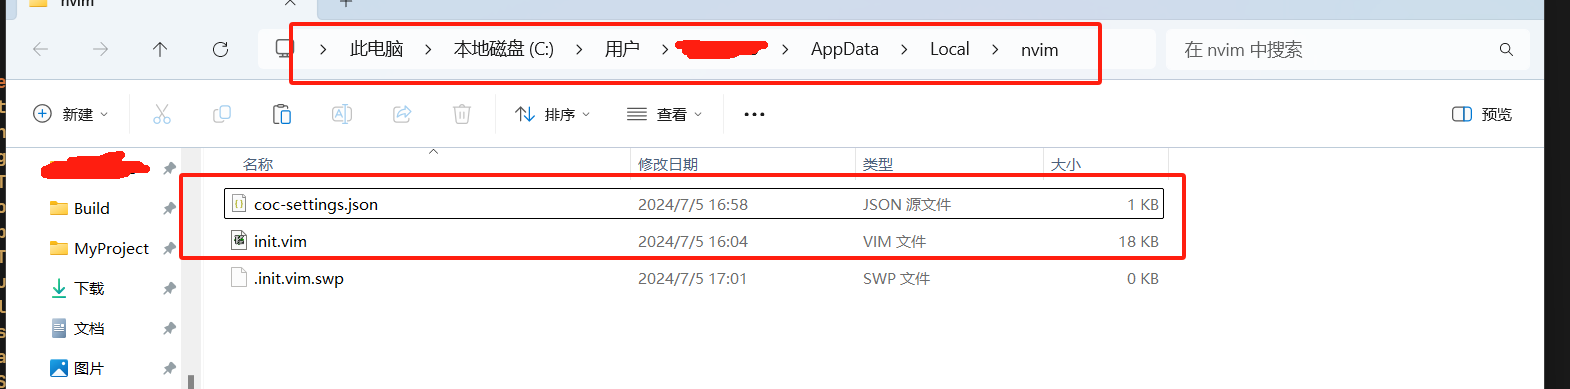 nvim
此电脑 > 本地磁盘 (C:) > 用户 > > AppData > Local > nvim
在 nvim 中搜索
新建 排序 查看 ... 预览
名称 修改日期 类型 大小
coc-settings.json 2024/7/5 16:58 JSON 源文件 1 KB
Build
init.vim 2024/7/5 16:04 VIM 文件 18 KB
MyProject
.init.vim.swp 2024/7/5 17:01 SWP 文件 0 KB
下载
文档
图片